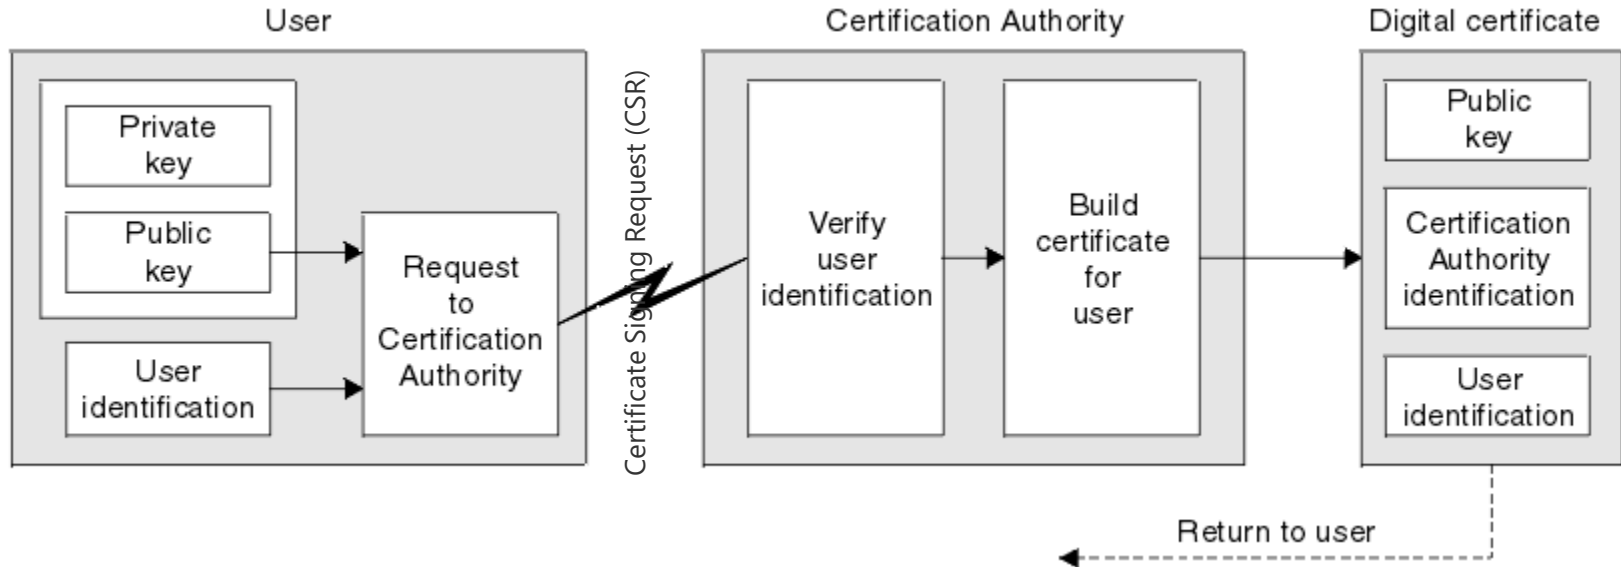 User
Private
key
Public
key
User
identification
Request
to
Certification
Authority
Certificate Signing Request (CSR)
Certification Authority
Verify
user
identification
Build
certificate
for
user
Digital certificate
Public
key
Certification
Authority
identification
User
identification
Return to user